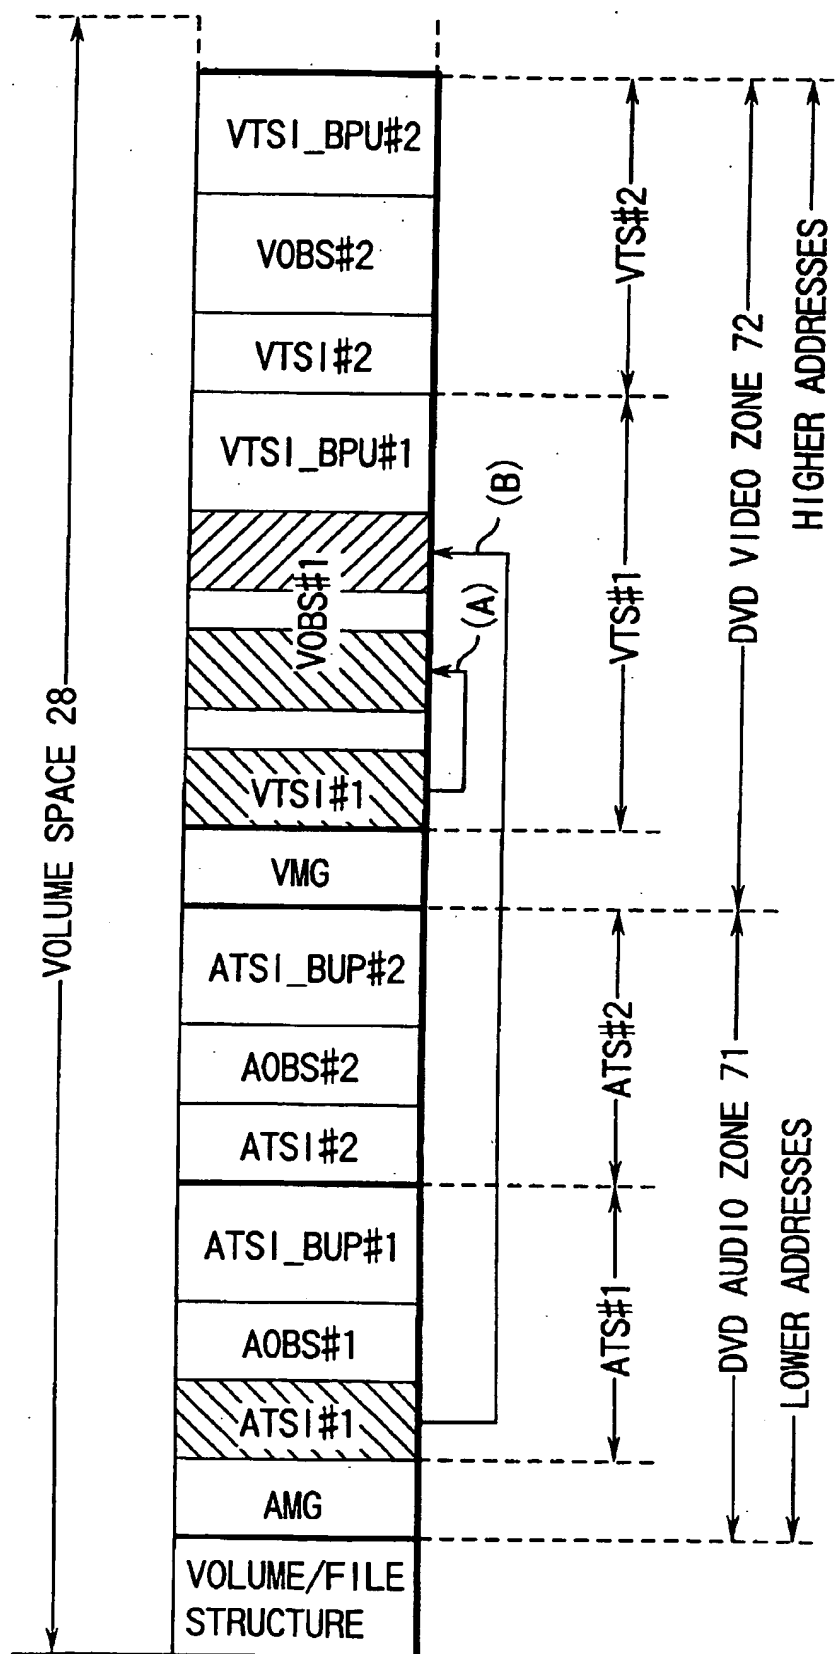 VTSI_BPU#2
VOBS#2
VTSI#2
VTSI_BPU#1
VOBS#1
VTSI#1
VMG
ATSI_BUP#2
AOBS#2
ATSI#2
ATSI_BUP#1
AOBS#1
ATSI#1
AMG
VOLUME/FILE
STRUCTURE
VOLUME SPACE 28
(B)
(A)
VTS#2
VTS#1
ATS#2
ATS#1
DVD VIDEO ZONE 72
DVD AUDIO ZONE 71
HIGHER ADDRESSES
LOWER ADDRESSES